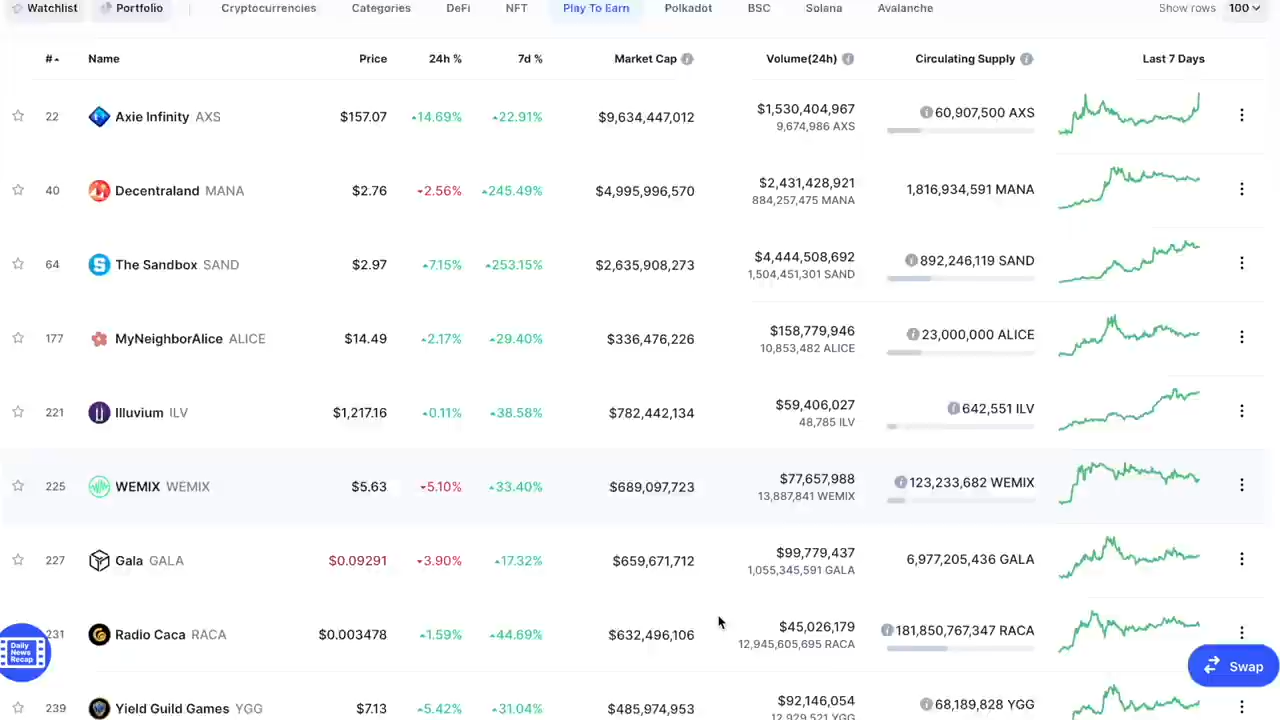 Watchlist Portfolio Cryptocurrencies Categories DeFi NFT Play To Earn Polkadot BSC Solana Avalanche Show rows 100
# Name Price 24h % 7d % Market Cap Volume(24h) Circulating Supply Last 7 Days
22 Axie Infinity AXS $157.07 14.69% 22.91% $9,634,447,012 $1,530,404,967 60,907,500 AXS
9,674,986 AXS
40 Decentraland MANA $2.76 2.56% 245.49% $4,995,996,570 $2,431,428,921 1,816,934,591 MANA
884,257,475 MANA
64 The Sandbox SAND $2.97 7.15% 253.15% $2,635,908,273 $4,444,508,692 892,246,119 SAND
1,504,451,301 SAND
177 MyNeighborAlice ALICE $14.49 2.17% 29.40% $336,476,226 $158,779,946 23,000,000 ALICE
10,853,482 ALICE
221 Illuvium ILV $1,217.16 0.11% 38.58% $782,442,134 $59,406,027 642,551 ILV
48,785 ILV
225 WEMIX WEMIX $5.63 5.10% 33.40% $689,097,723 $77,657,988 123,233,682 WEMIX
13,887,841 WEMIX
227 Gala GALA $0.09291 3.90% 17.32% $659,671,712 $99,779,437 6,977,205,436 GALA
1,055,345,591 GALA
231 Radio Caca RACA $0.003478 1.59% 44.69% $632,496,106 $45,026,179 181,850,767,347 RACA
12,945,605,695 RACA
Daily
News
Recap
Swap
239 Yield Guild Games YGG $7.13 5.42% 31.04% $485,974,953 $92,146,054 68,189,828 YGG
12,929,521 YGG